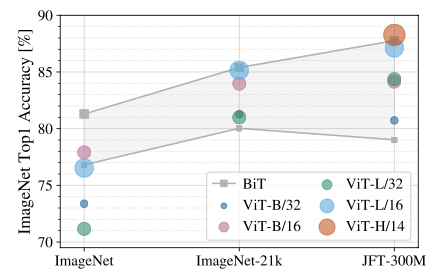 ImageNet Top1 Accuracy [%]
90
85
80
75
70
BiT
ViT-B/32
ViT-B/16
ViT-L/32
ViT-L/16
ViT-H/14
ImageNet
ImageNet-21k
JFT-300M